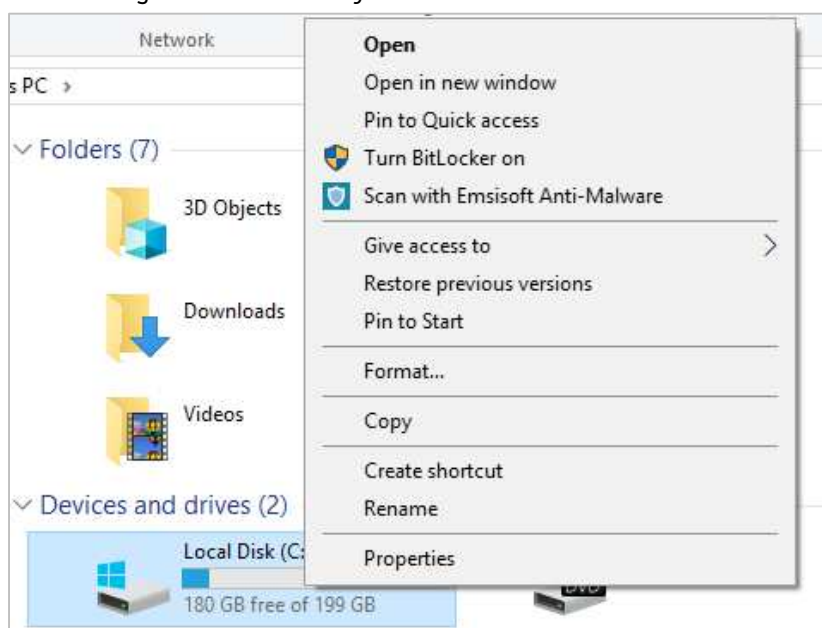 Network
s PC >
Folders (7)
3D Objects
Downloads
Videos
Devices and drives (2)
Local Disk (C:
180 GB free of 199 GB
DVD
Open
Open in new window
Pin to Quick access
Turn BitLocker on
Scan with Emsisoft Anti-Malware
Give access to
Restore previous versions
Pin to Start
Format...
Copy
Create shortcut
Rename
Properties